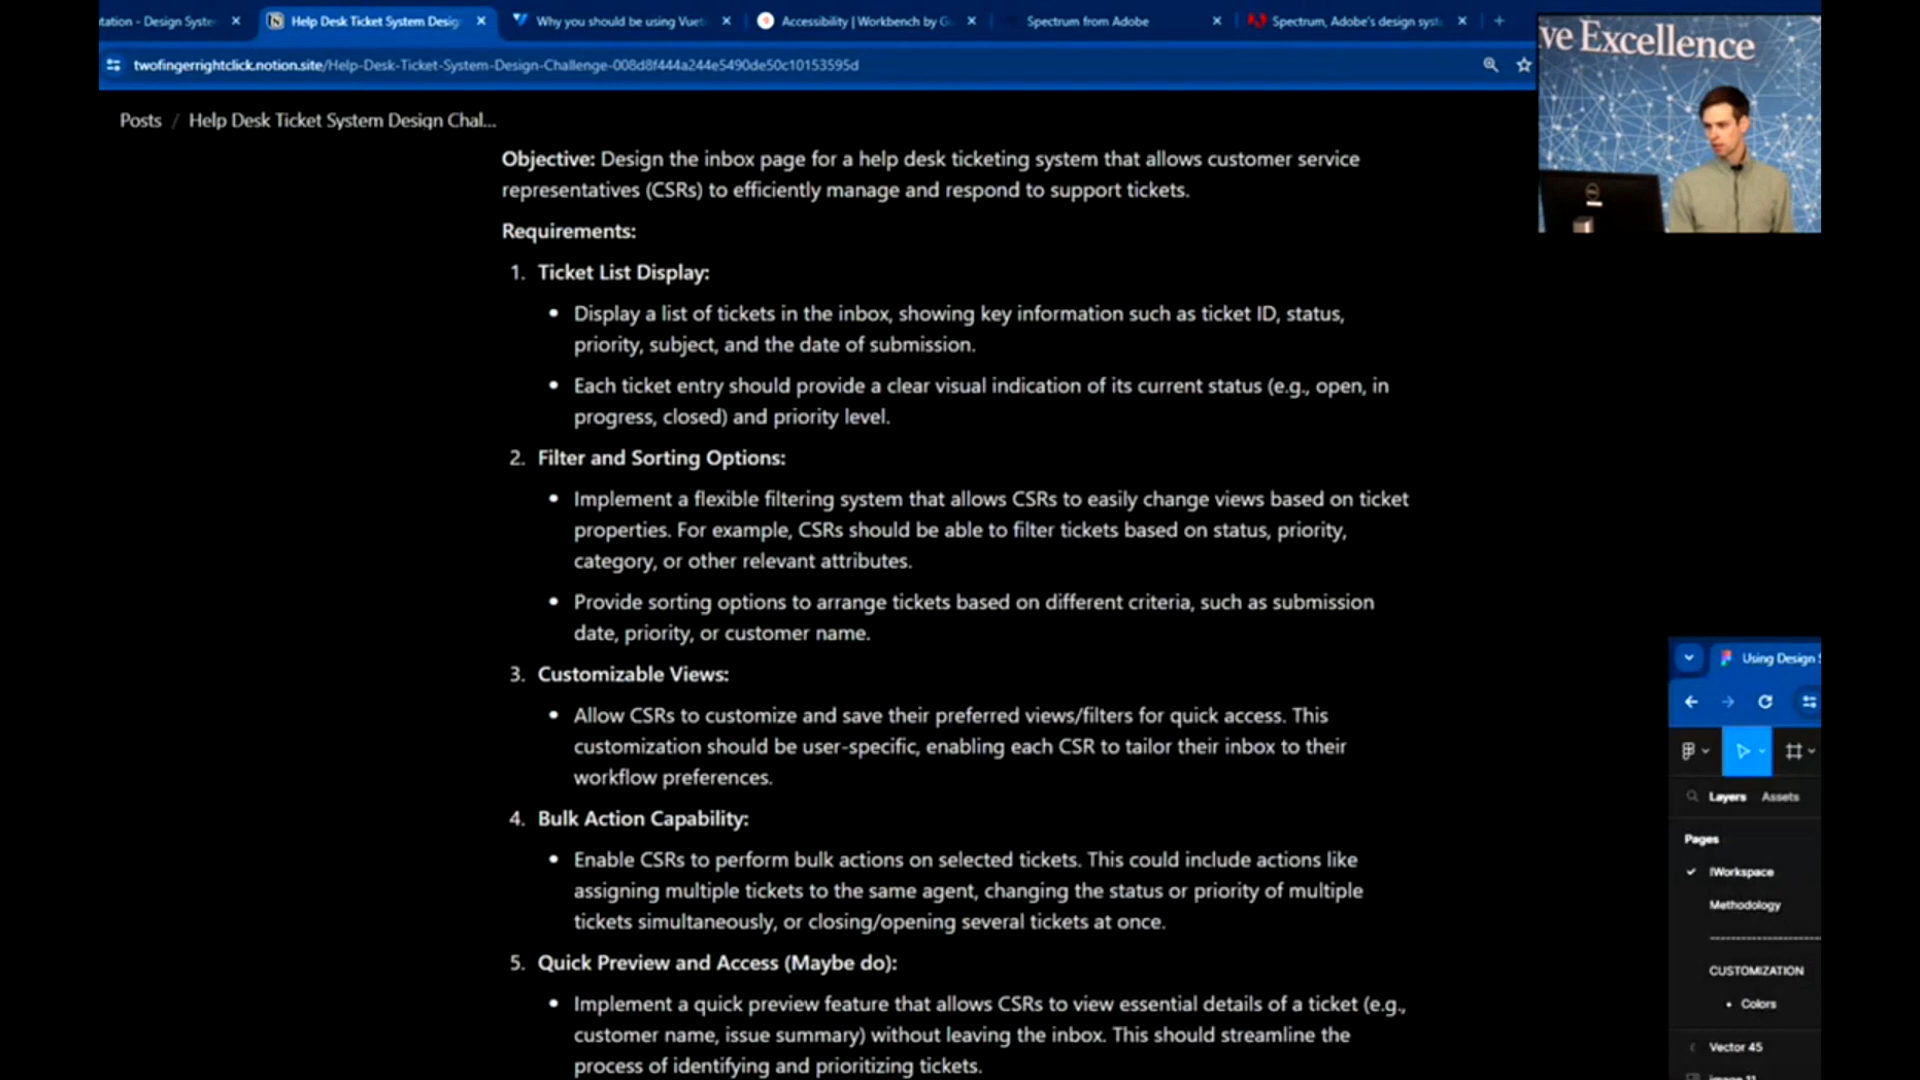 tation - Design Syste
Help Desk Ticket System Desig
Why you should be using Vuet
Accessibility | Workbench by G
Spectrum from Adobe
Spectrum, Adobe's design syst
twofingerrightclick.notion.site/Help-Desk-Ticket-System-Design-Challenge-008d8f444a244e5490de50c10153595d
ve Excellence
Posts / Help Desk Ticket System Design Chal...
Objective: Design the inbox page for a help desk ticketing system that allows customer service
representatives (CSRs) to efficiently manage and respond to support tickets.
Requirements:
1. Ticket List Display:
• Display a list of tickets in the inbox, showing key information such as ticket ID, status,
priority, subject, and the date of submission.
• Each ticket entry should provide a clear visual indication of its current status (e.g., open, in
progress, closed) and priority level.
2. Filter and Sorting Options:
• Implement a flexible filtering system that allows CSRs to easily change views based on ticket
properties. For example, CSRs should be able to filter tickets based on status, priority,
category, or other relevant attributes.
• Provide sorting options to arrange tickets based on different criteria, such as submission
date, priority, or customer name.
3. Customizable Views:
• Allow CSRs to customize and save their preferred views/filters for quick access. This
customization should be user-specific, enabling each CSR to tailor their inbox to their
workflow preferences.
4. Bulk Action Capability:
• Enable CSRs to perform bulk actions on selected tickets. This could include actions like
assigning multiple tickets to the same agent, changing the status or priority of multiple
tickets simultaneously, or closing/opening several tickets at once.
5. Quick Preview and Access (Maybe do):
• Implement a quick preview feature that allows CSRs to view essential details of a ticket (e.g.,
customer name, issue summary) without leaving the inbox. This should streamline the
process of identifying and prioritizing tickets.
Using Design
Layers Assets
Pages
!Workspace
Methodology
CUSTOMIZATION
• Colors
Vector 45